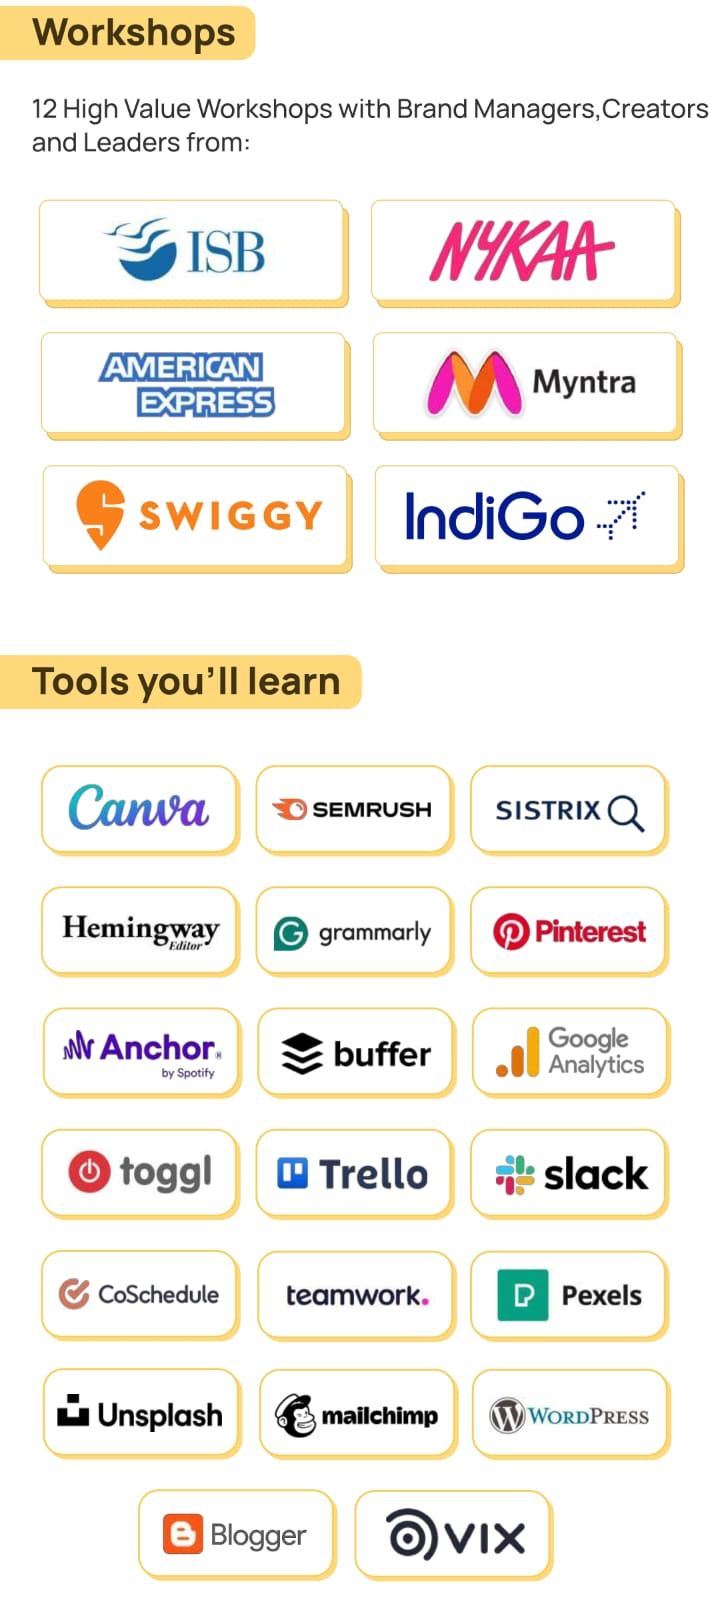 Workshops
12 High Value Workshops with Brand Managers,Creators
and Leaders from:
ISB
NYKAA
AMERICAN
EXPRESS
Myntra
SWIGGY
IndiGo
Tools you'll learn
Canva
SEMRUSH
SISTRIX
Hemingway
Editor
grammarly
Pinterest
Anchor®
by Spotify
buffer
Google
Analytics
toggl
Trello
slack
CoSchedule
teamwork.
Pexels
Unsplash
mailchimp
WORDPRESS
Blogger
VIX